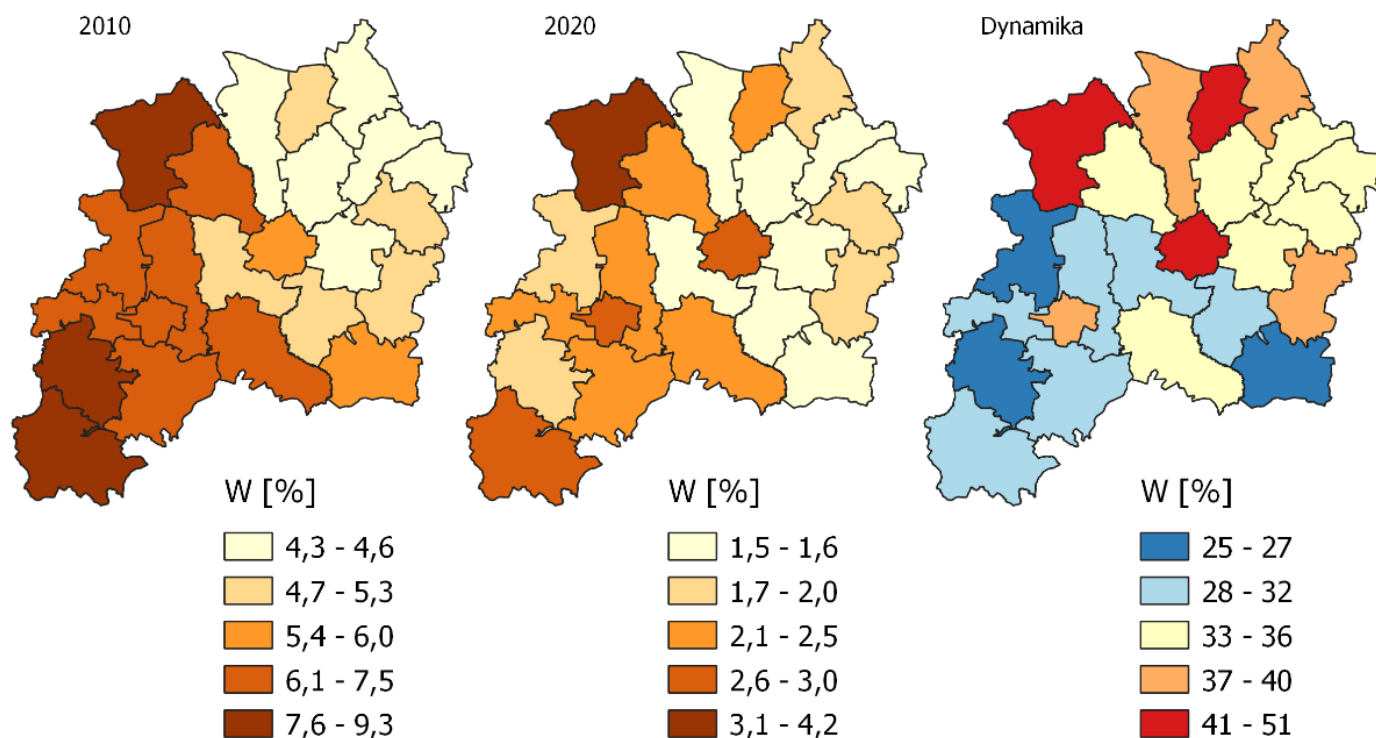 2010
2020
Dynamika
W [%]
4,3 - 4,6
4,7 - 5,3
5,4 - 6,0
6,1 - 7,5
7,6 - 9,3
W [%]
1,5 - 1,6
1,7 - 2,0
2,1 - 2,5
2,6 - 3,0
3,1 - 4,2
W [%]
25 - 27
28 - 32
33 - 36
37 - 40
41 - 51